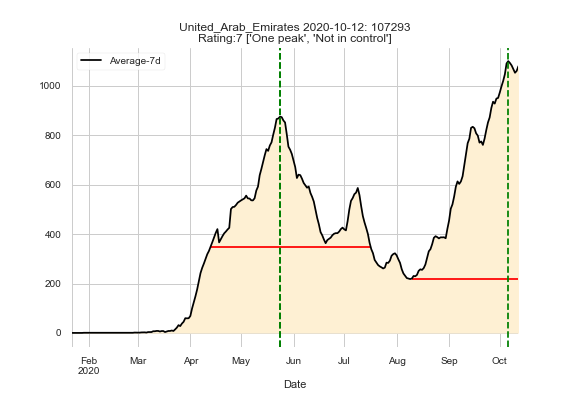 United_Arab_Emirates 2020-10-12: 107293
Rating:7 ['One peak', 'Not in control']
Average-7d
1000
800
600
400
200
0
Feb Mar Apr May Jun Jul Aug Sep Oct
2020
Date